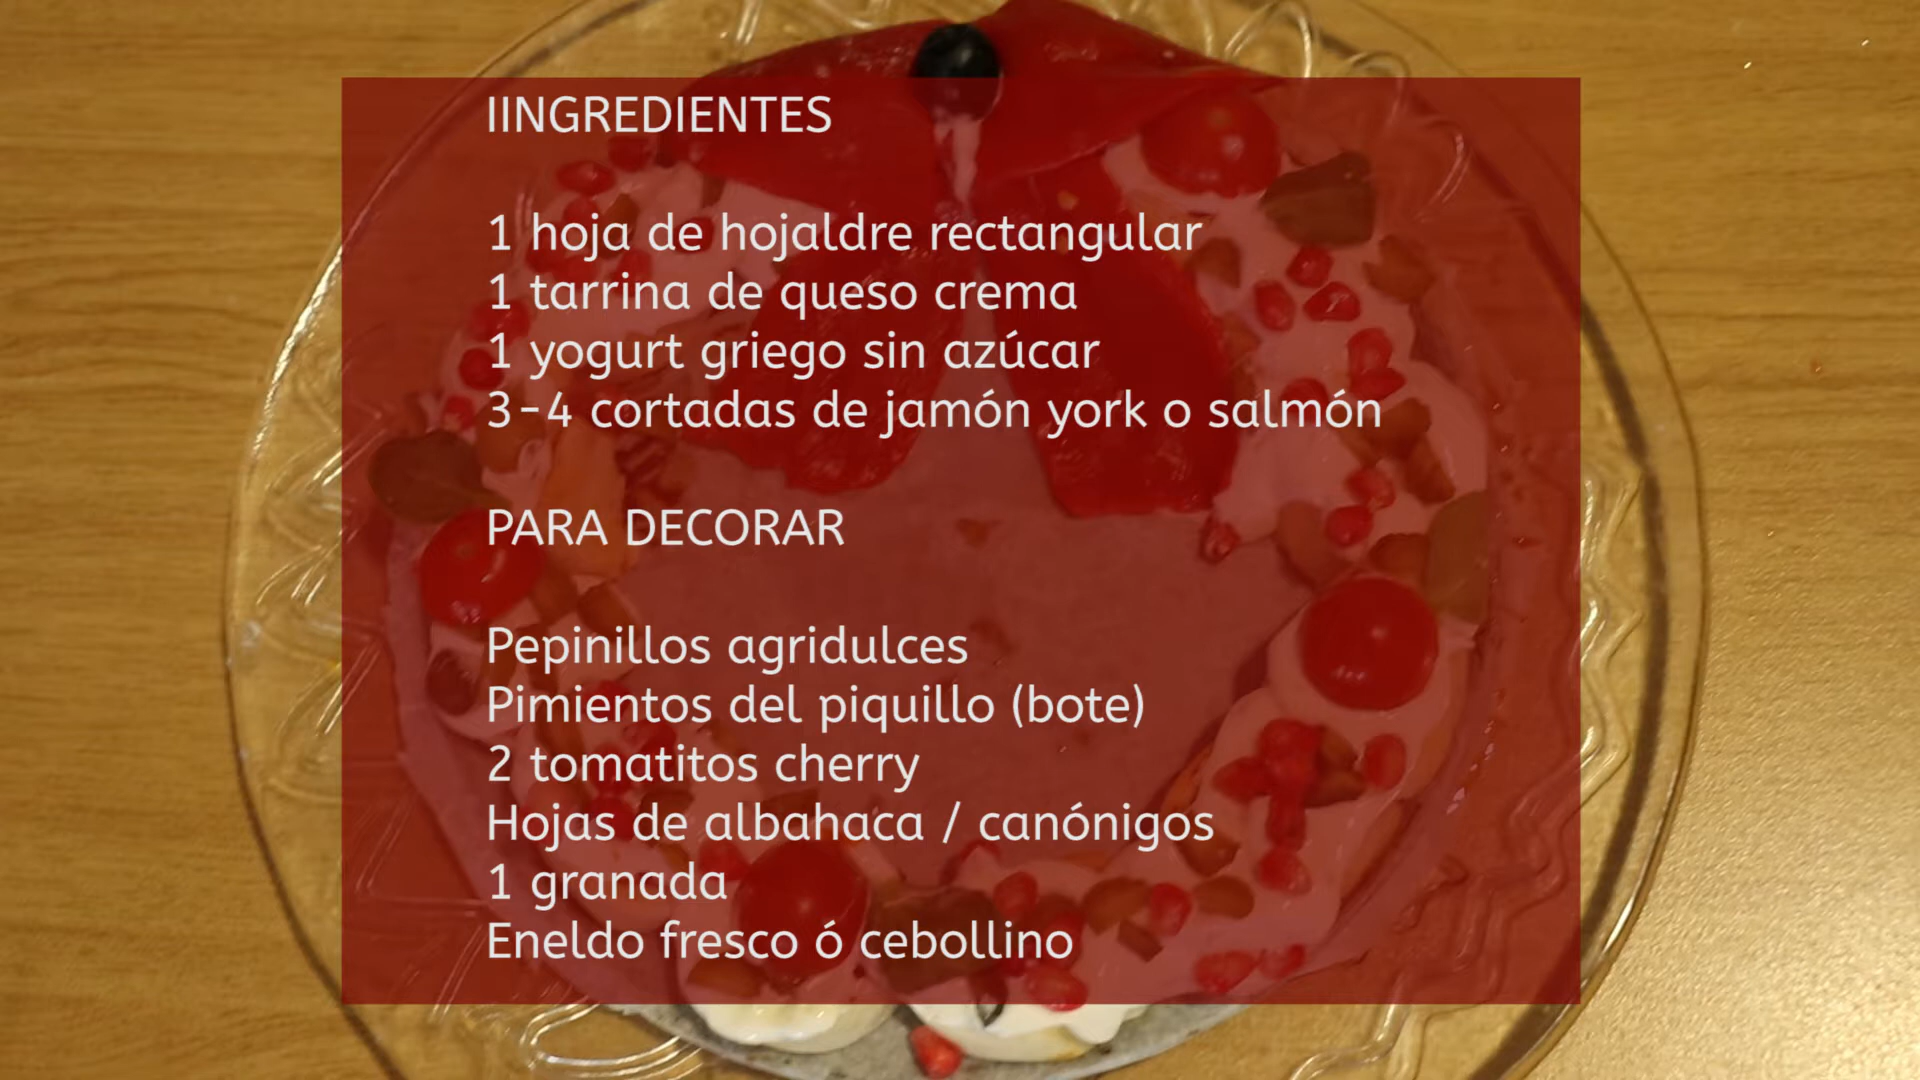 IINGREDIENTES
1 hoja de hojaldre rectangular
1 tarrina de queso crema
1 yogurt griego sin azúcar
3-4 cortadas de jamón york o salmón
PARA DECORAR
Pepinillos agridulces
Pimientos del piquillo (bote)
2 tomatitos cherry
Hojas de albahaca / canónigos
1 granada
Eneldo fresco ó cebollino